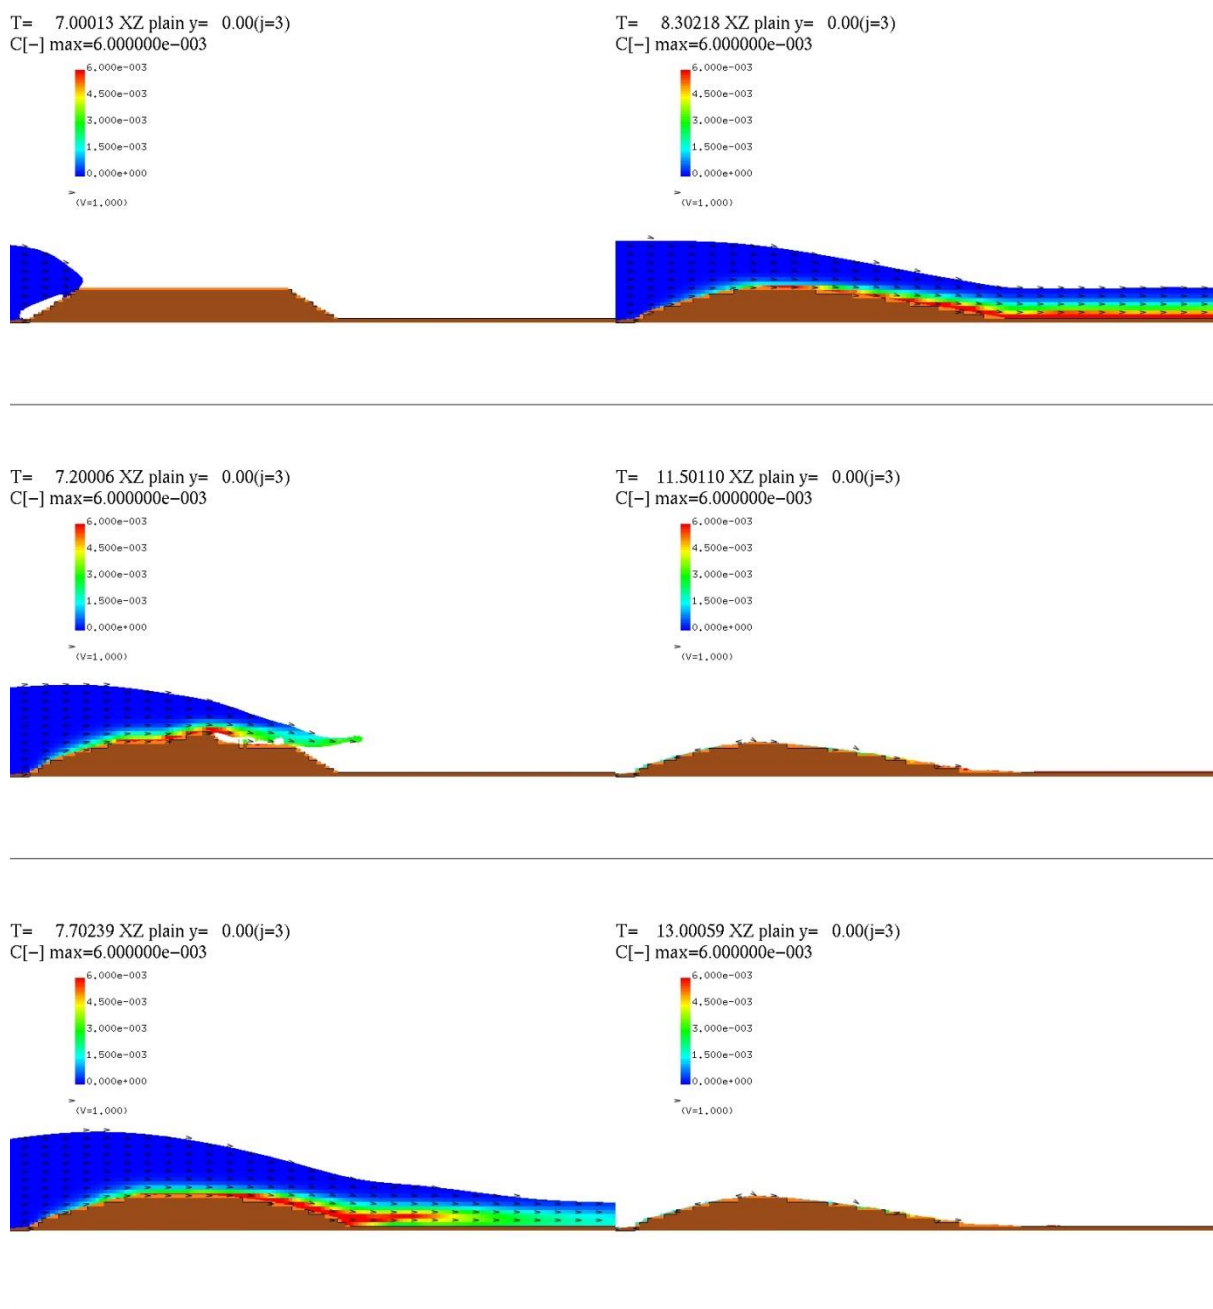 T= 7.00013 XZ plain y= 0.00(j=3)
C[−] max=6.000000e−003
6.000e-003
4.500e-003
3.000e-003
1.500e-003
0.000e+000
(V=1.000)
T= 8.30218 XZ plain y= 0.00(j=3)
C[−] max=6.000000e−003
6.000e-003
4.500e-003
3.000e-003
1.500e-003
0.000e+000
(V=1.000)
T= 7.20006 XZ plain y= 0.00(j=3)
C[−] max=6.000000e−003
6.000e-003
4.500e-003
3.000e-003
1.500e-003
0.000e+000
(V=1.000)
T= 11.50110 XZ plain y= 0.00(j=3)
C[−] max=6.000000e−003
6.000e-003
4.500e-003
3.000e-003
1.500e-003
0.000e+000
(V=1.000)
T= 7.70239 XZ plain y= 0.00(j=3)
C[−] max=6.000000e−003
6.000e-003
4.500e-003
3.000e-003
1.500e-003
0.000e+000
(V=1.000)
T= 13.00059 XZ plain y= 0.00(j=3)
C[−] max=6.000000e−003
6.000e-003
4.500e-003
3.000e-003
1.500e-003
0.000e+000
(V=1.000)